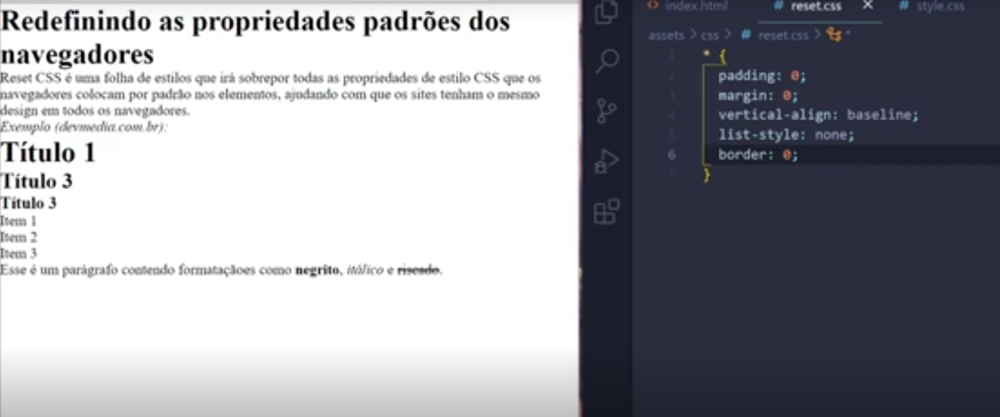 Redefinindo as propriedades padrões dos
navegadores
Reset CSS é uma folha de estilos que irá sobrepor todas as propriedades de estilo CSS que os
navegadores colocam por padrão nos elementos, ajudando com que os sites tenham o mesmo
design em todos os navegadores.
Exemplo (devmedia.com.br):
Título 1
Título 3
Título 3
Item 1
Item 2
Item 3
Esse é um parágrafo contendo formataçãoes como negrito, itálico e riscado.
<> index.html # reset.css × # style.css
assets > css > # reset.css > *
1 * {
2 padding: 0;
3 margin: 0;
4 vertical-align: baseline;
5 list-style: none;
6 border: 0;
7 }